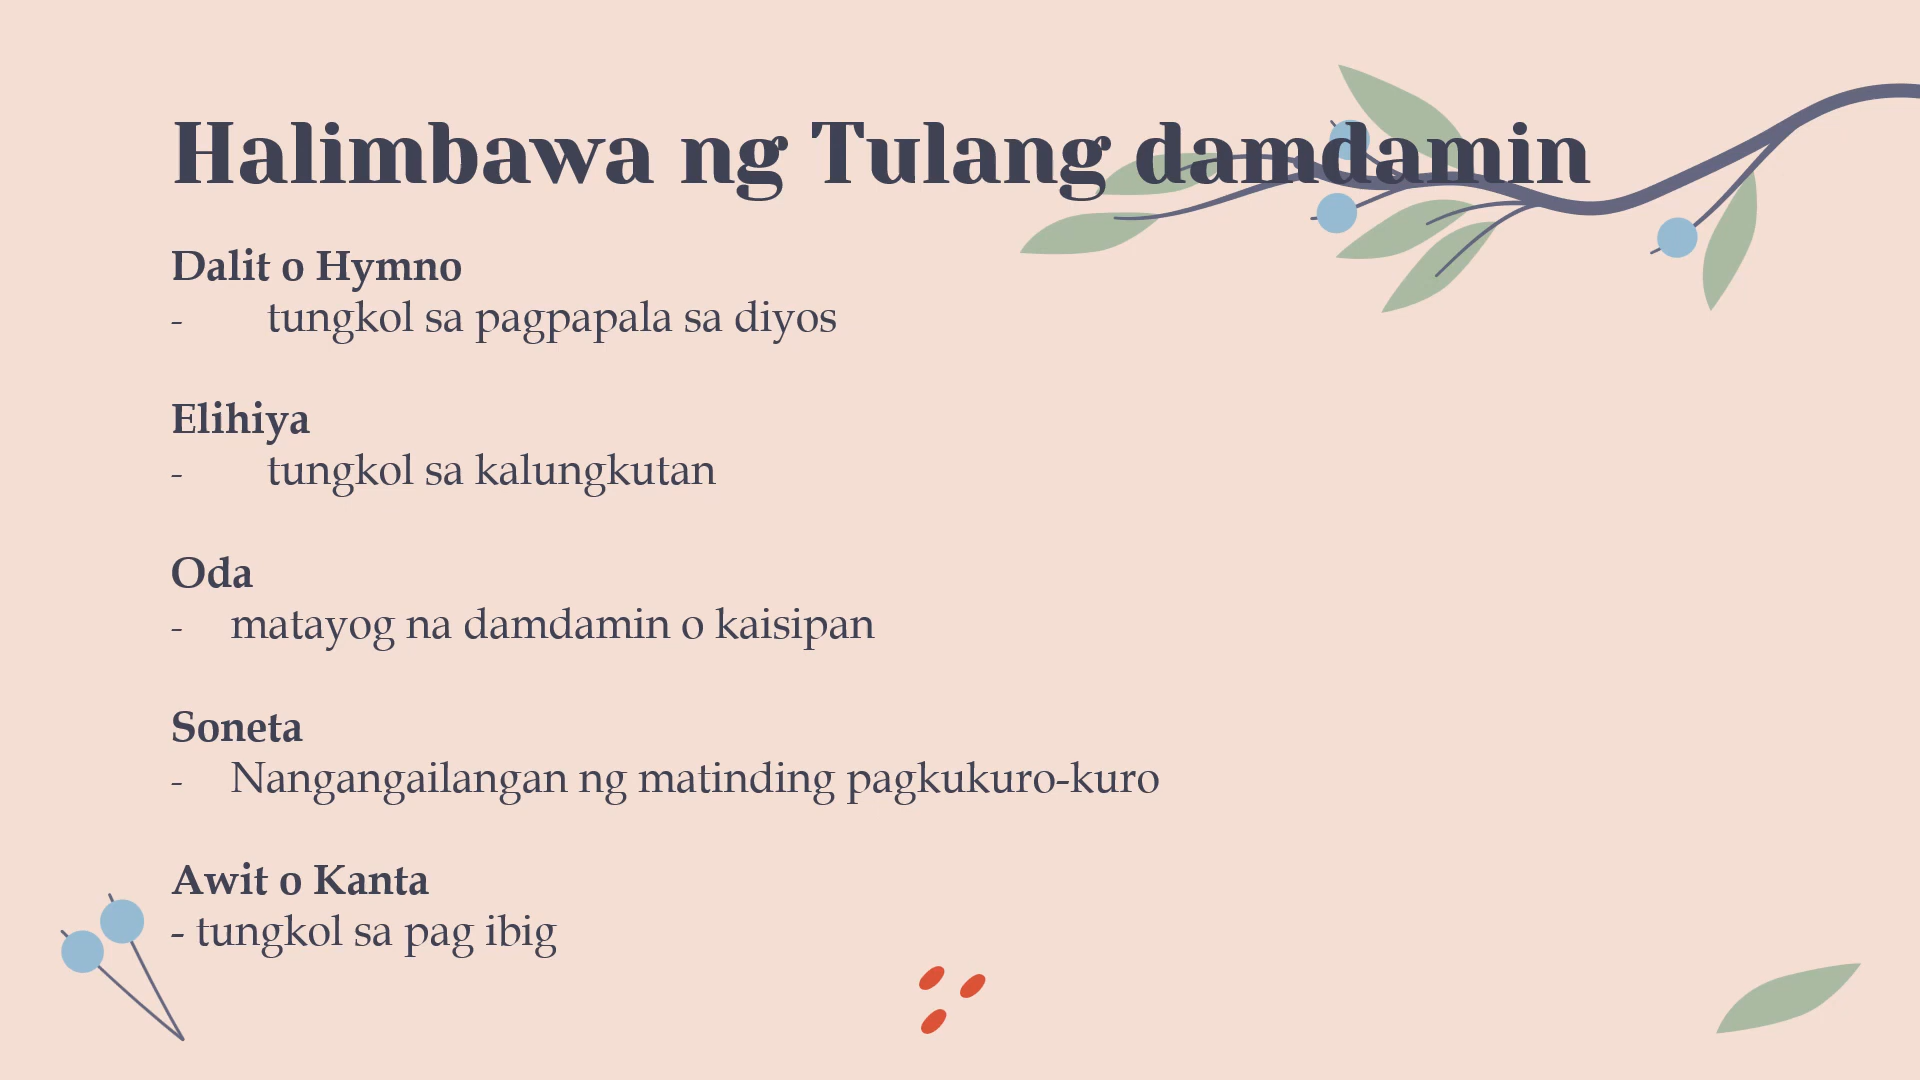 Halimbawa ng Tulang damdamin
Dalit o Hymno
- tungkol sa pagpapala sa diyos
Elihiya
- tungkol sa kalungkutan
Oda
- matayog na damdamin o kaisipan
Soneta
- Nangangailangan ng matinding pagkukuro-kuro
Awit o Kanta
- tungkol sa pag ibig